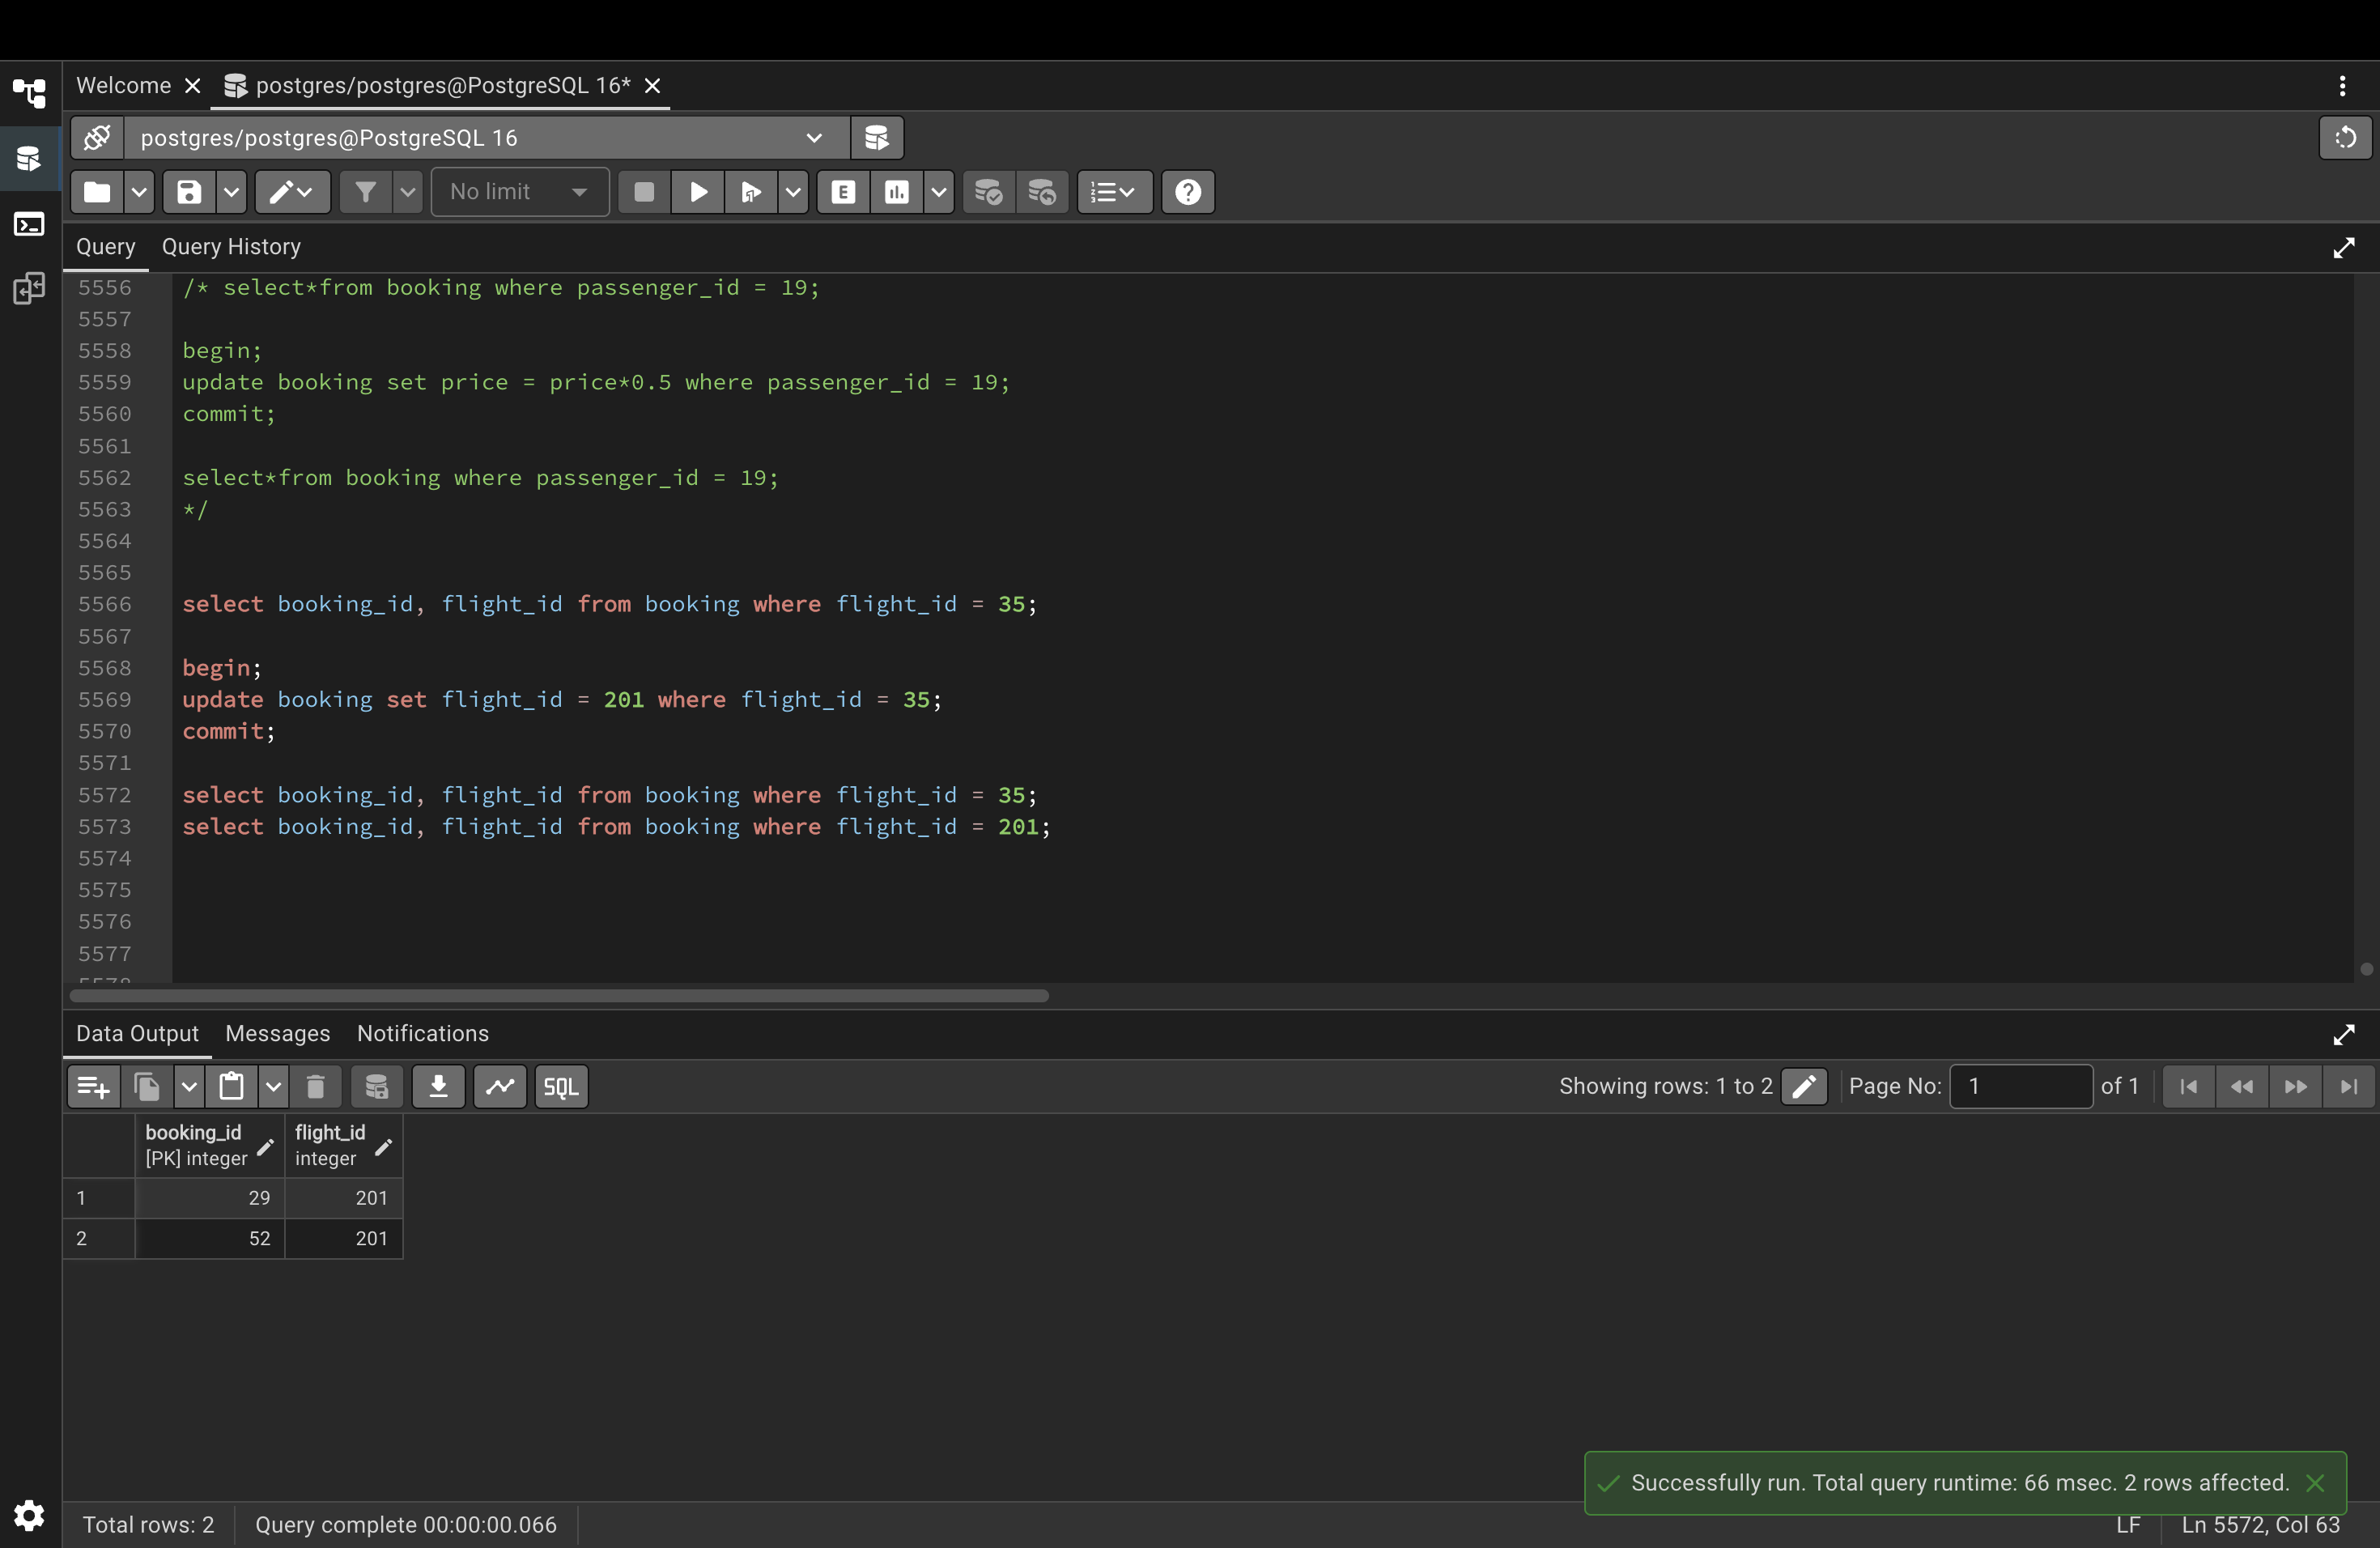 Welcome
postgres/postgres@PostgreSQL 16*
postgres/postgres@PostgreSQL 16
No limit
E
Query
Query History
5556 /* select*from booking where passenger_id = 19;
5557
5558 begin;
5559 update booking set price = price*0.5 where passenger_id = 19;
5560 commit;
5561
5562 select*from booking where passenger_id = 19;
5563 */
5564
5565
5566 select booking_id, flight_id from booking where flight_id = 35;
5567
5568 begin;
5569 update booking set flight_id = 201 where flight_id = 35;
5570 commit;
5571
5572 select booking_id, flight_id from booking where flight_id = 35;
5573 select booking_id, flight_id from booking where flight_id = 201;
5574
5575
5576
5577
Data Output
Messages
Notifications
SQL
Showing rows: 1 to 2
Page No: 1 of 1
booking_id flight_id
[PK] integer integer
1 29 201
2 52 201
Successfully run. Total query runtime: 66 msec. 2 rows affected.
Total rows: 2
Query complete 00:00:00.066
LF
Ln 5572, Col 63